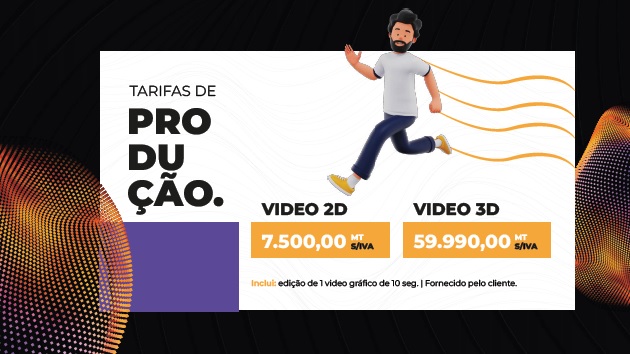 TARIFAS DE
PRO
DU
ÇÃO.
VIDEO 2D
7.500,00 MT S/IVA
VIDEO 3D
59.990,00 MT S/IVA
Inclui: edição de 1 video gráfico de 10 seg. | Fornecido pelo cliente.